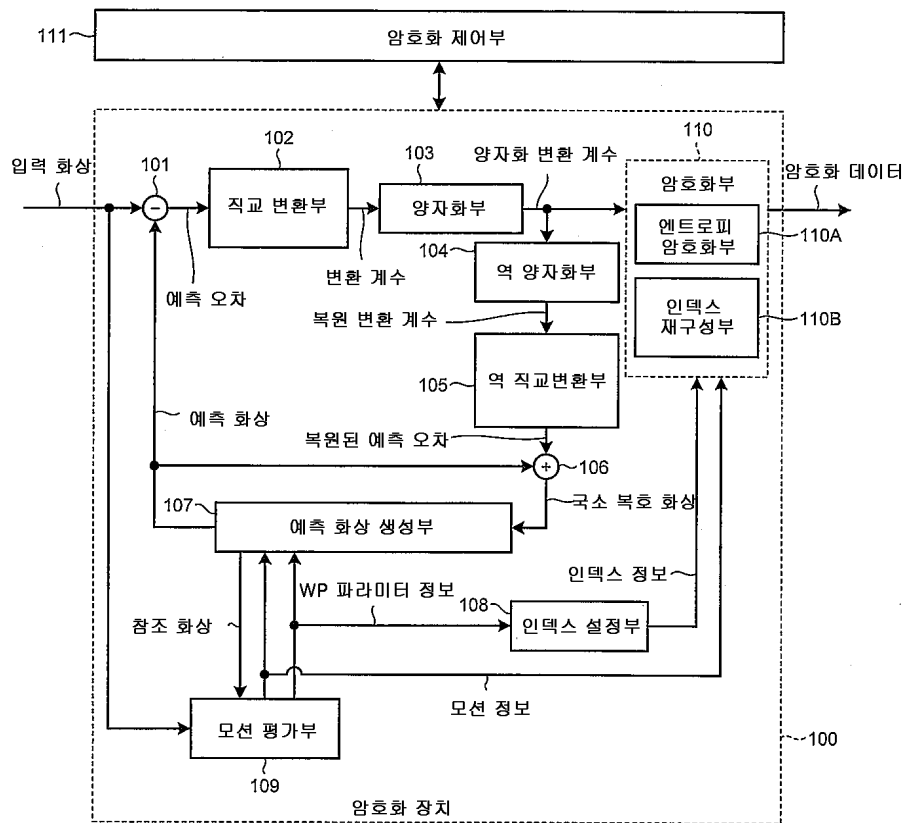 111
암호화 제어부
입력 화상
101
102
직교 변환부
103
양자화부
양자화 변환 계수
110
암호화부
암호화 데이터
엔트로피
암호화부
110A
인덱스
재구성부
110B
예측 오차
변환 계수
104
역 양자화부
복원 변환 계수
105
역 직교변환부
예측 화상
복원된 예측 오차
106
국소 복호 화상
107
예측 화상 생성부
WP 파라미터 정보
참조 화상
108
인덱스 설정부
인덱스 정보
모션 평가부
모션 정보
109
100
암호화 장치